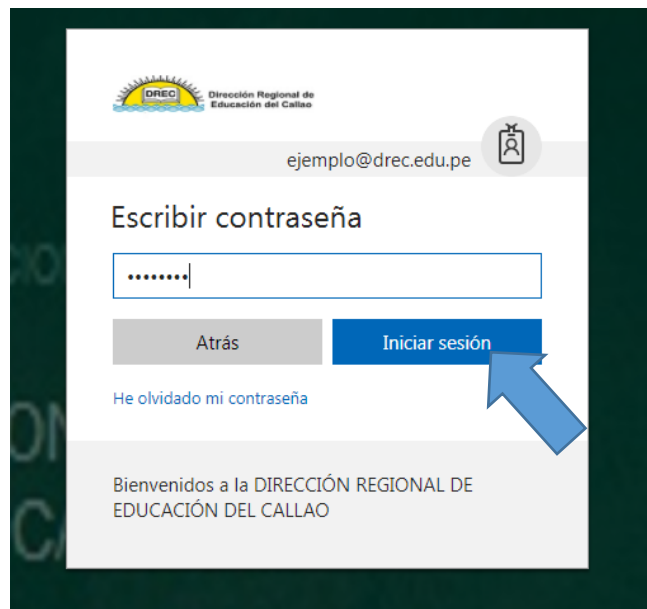 DREC
Dirección Regional de
Educación del Callao
ejemplo@drec.edu.pe
Escribir contraseña
••••••••
Atrás
Iniciar sesión
He olvidado mi contraseña
Bienvenidos a la DIRECCIÓN REGIONAL DE
EDUCACIÓN DEL CALLAO